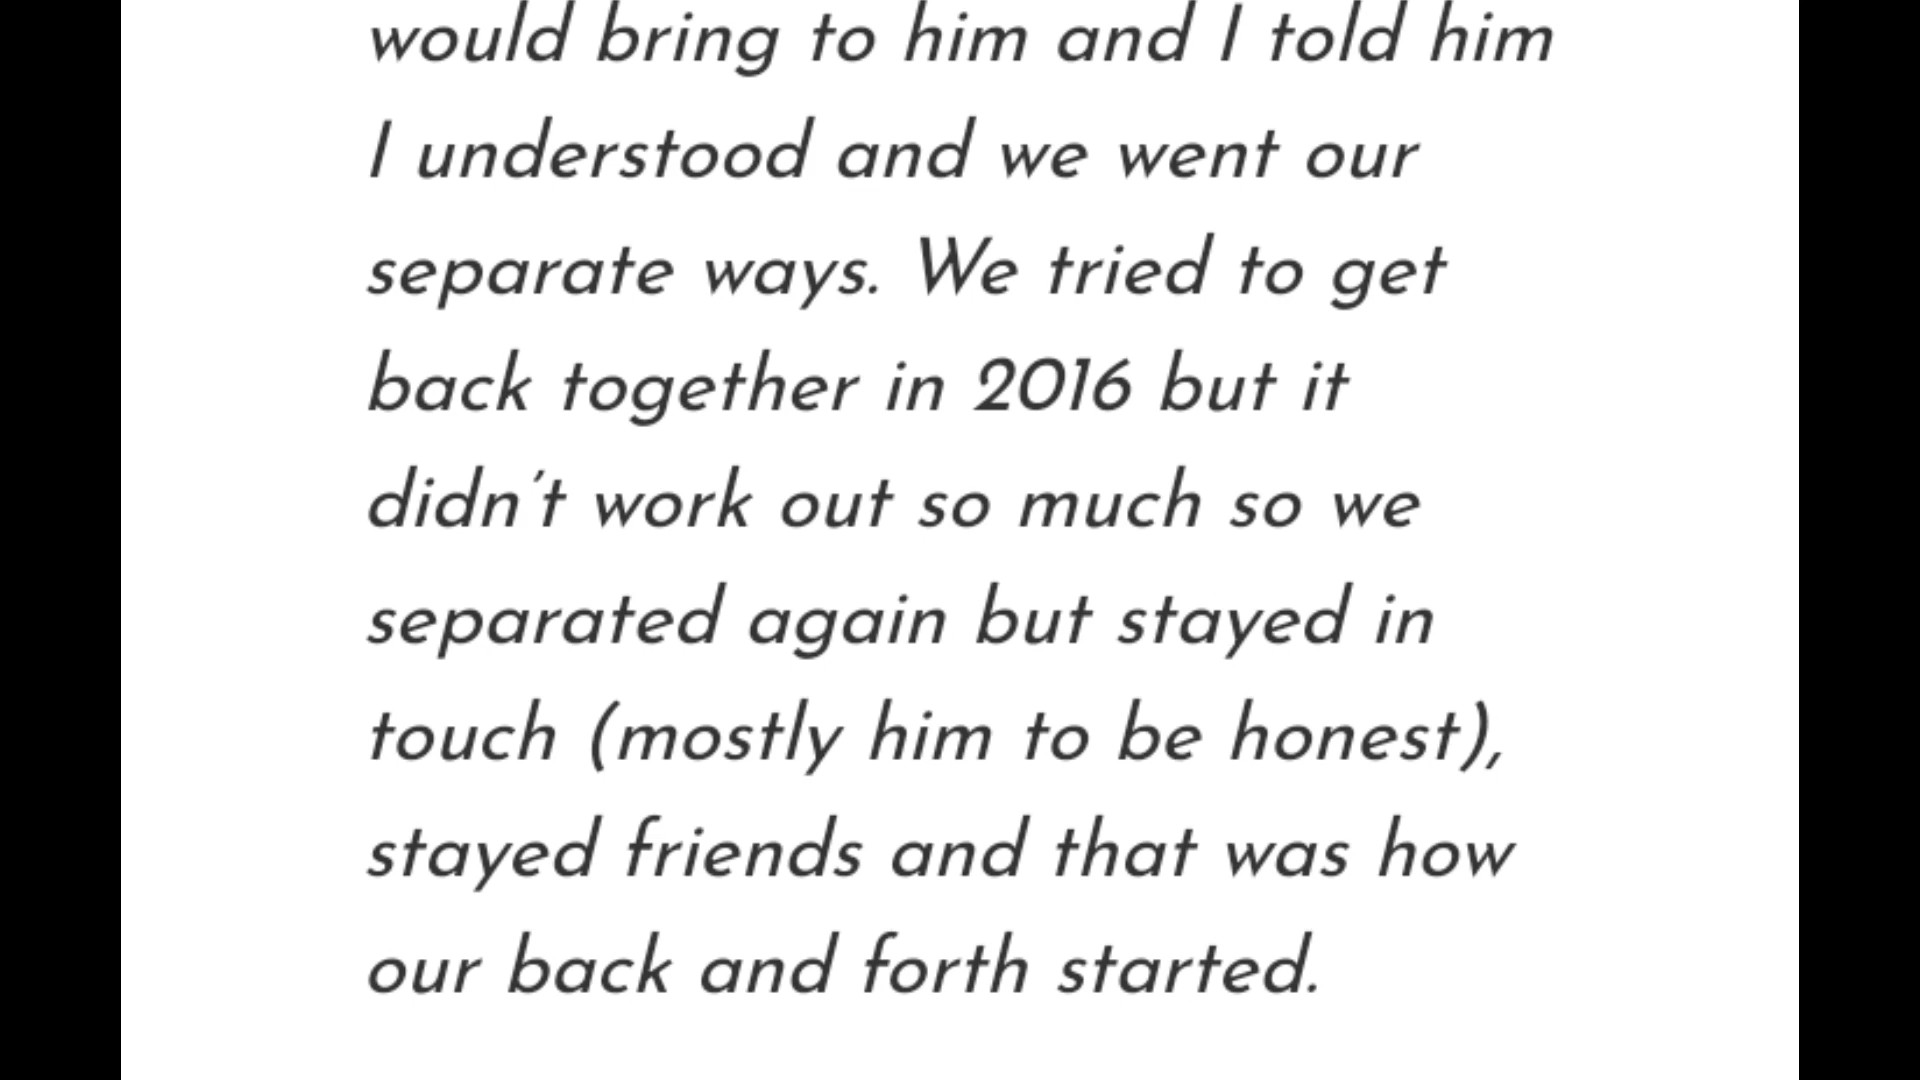 would bring to him and I told him
I understood and we went our
separate ways. We tried to get
back together in 2016 but it
didn't work out so much so we
separated again but stayed in
touch (mostly him to be honest),
stayed friends and that was how
our back and forth started.